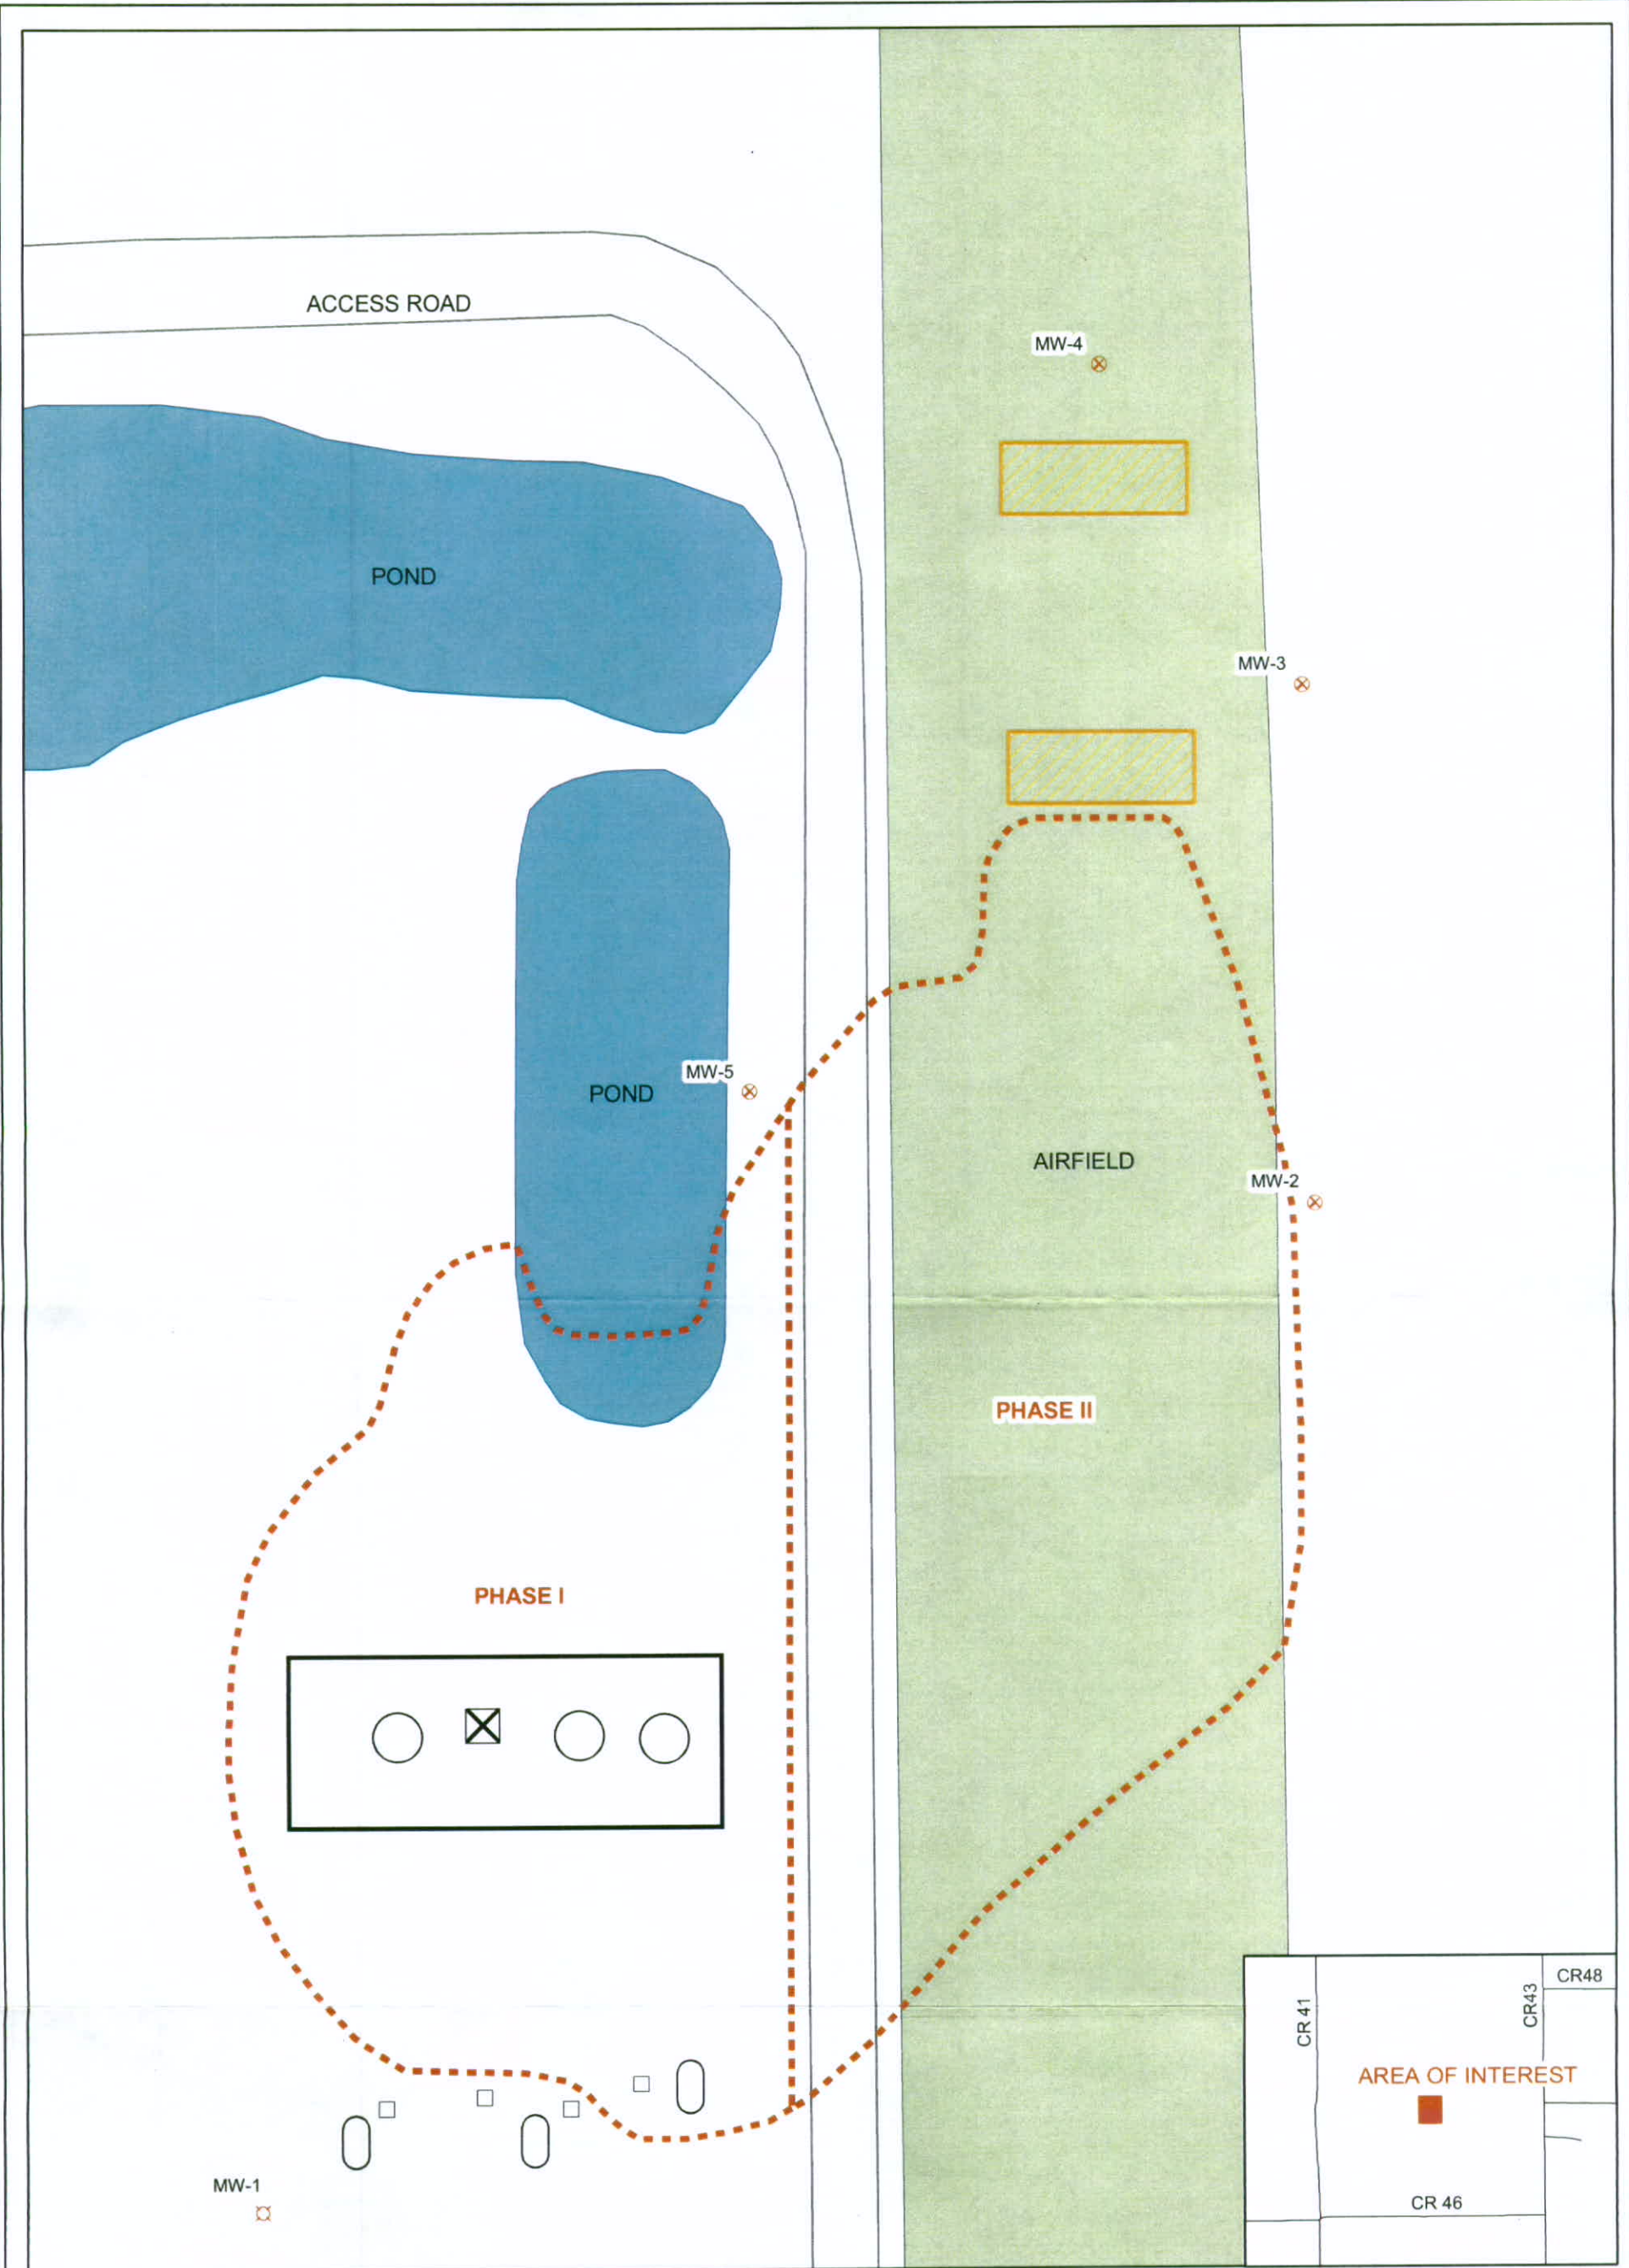 ACCESS ROAD
MW-4
POND
MW-3
MW-5
POND
AIRFIELD
MW-2
PHASE II
PHASE I
CR48
CR 41
CR43
AREA OF INTEREST
MW-1
CR 46